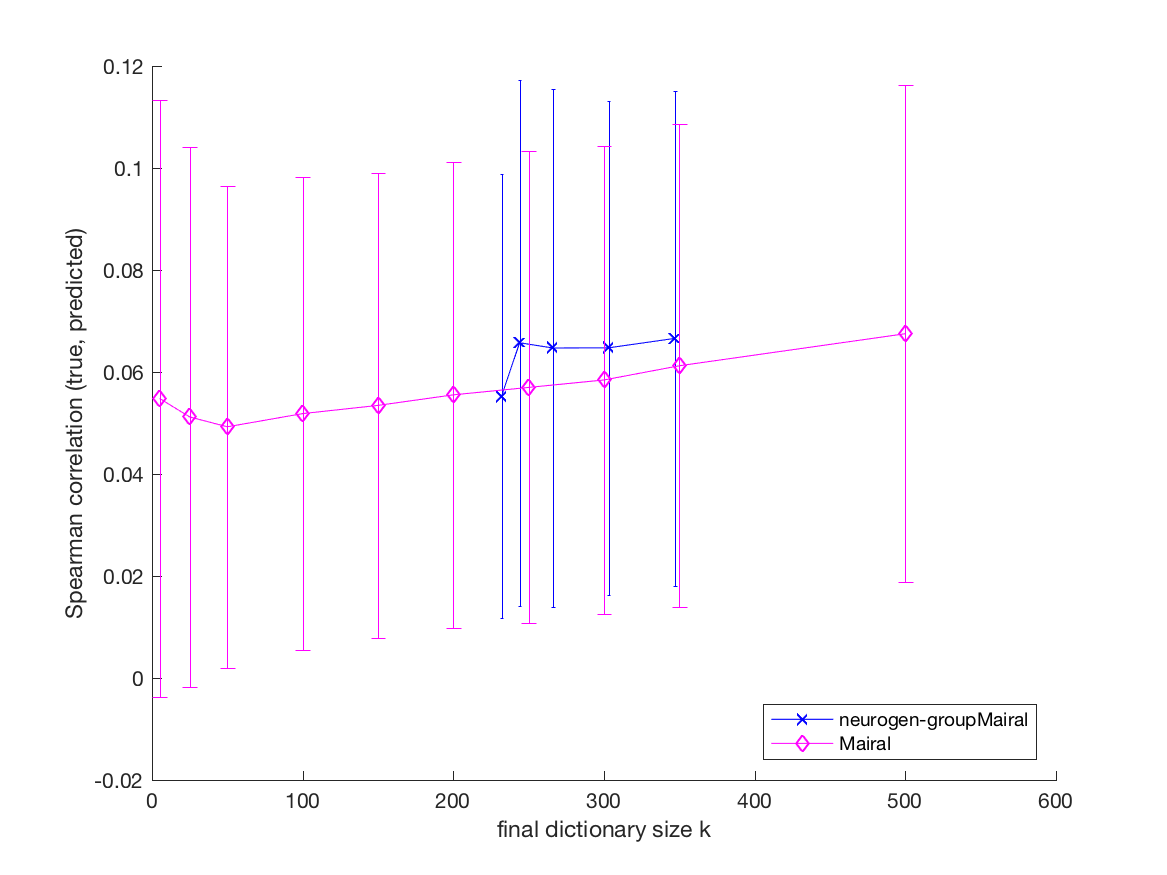 0.12
0.1
0.08
0.06
0.04
0.02
0
-0.02
Spearman correlation (true, predicted)
neurogen-groupMairal
Mairal
0 100 200 300 400 500 600
final dictionary size k